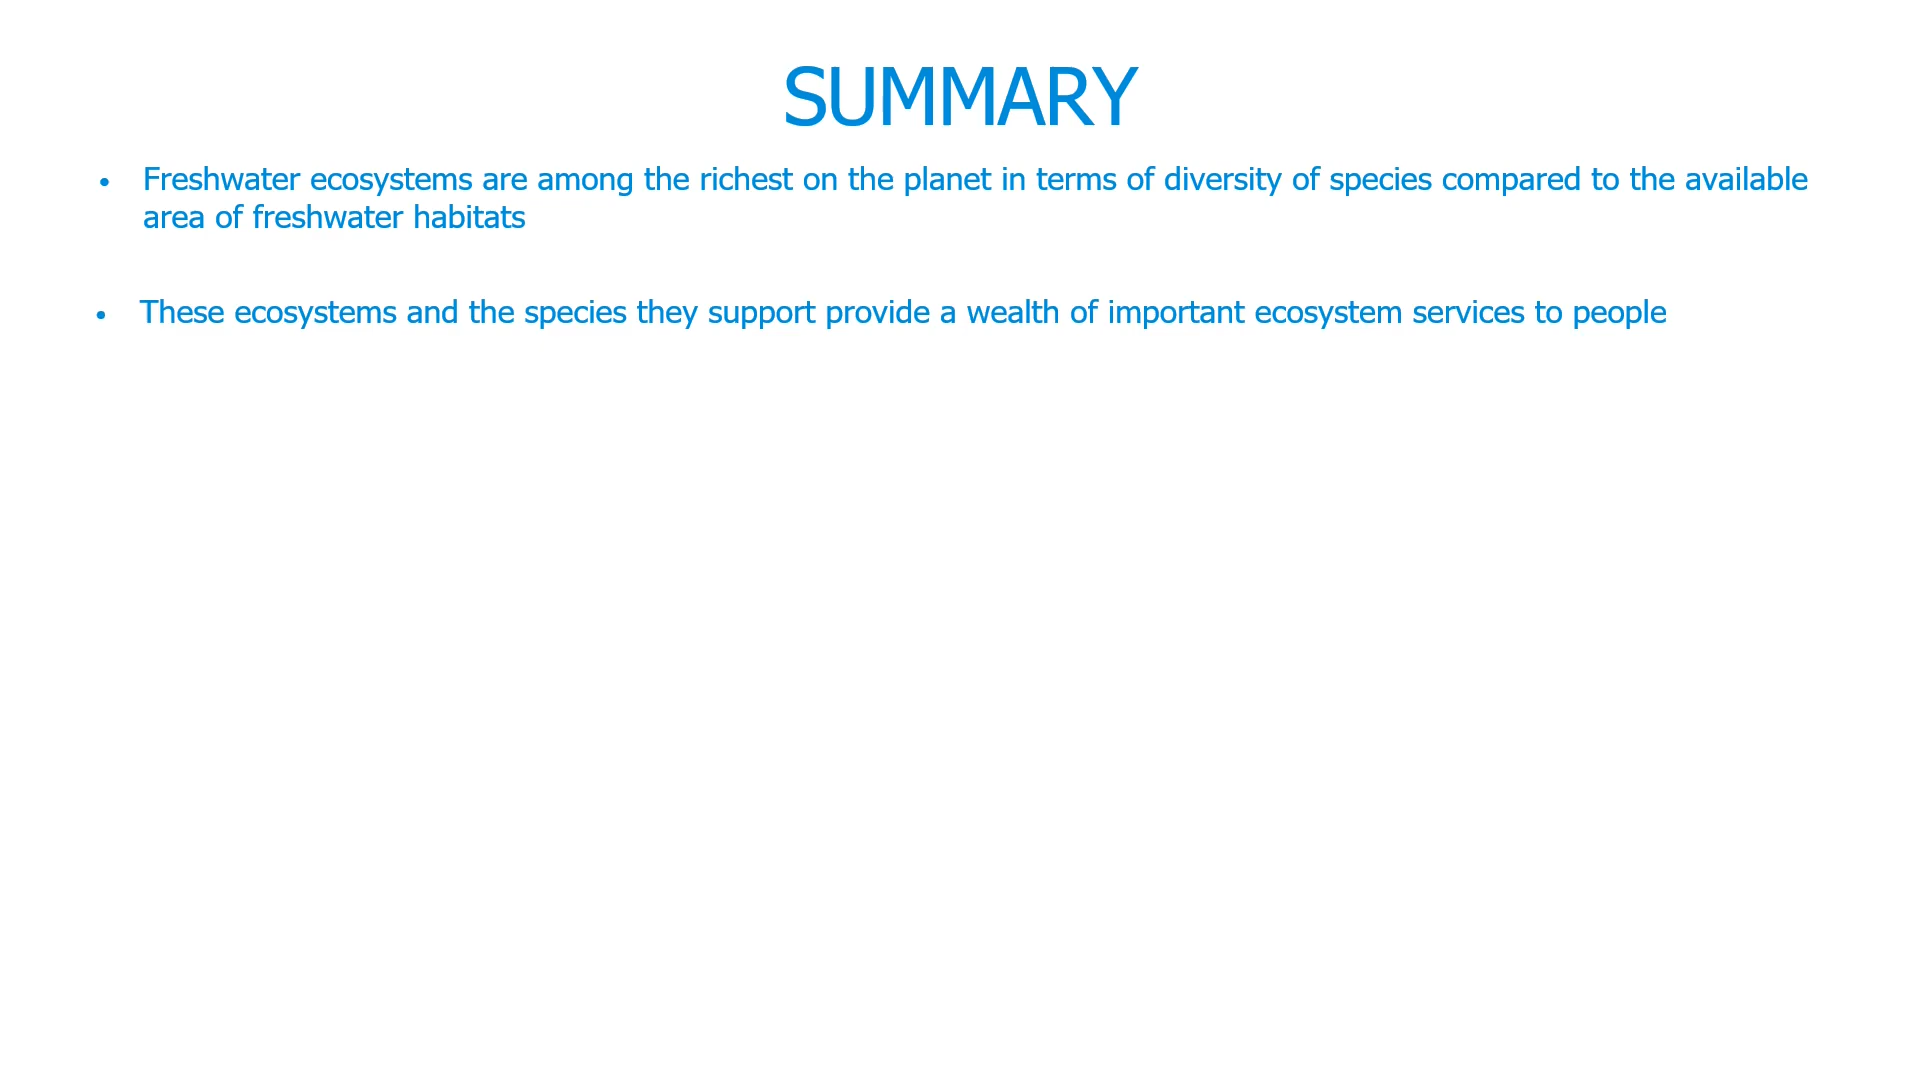 SUMMARY
• Freshwater ecosystems are among the richest on the planet in terms of diversity of species compared to the available
area of freshwater habitats
• These ecosystems and the species they support provide a wealth of important ecosystem services to people